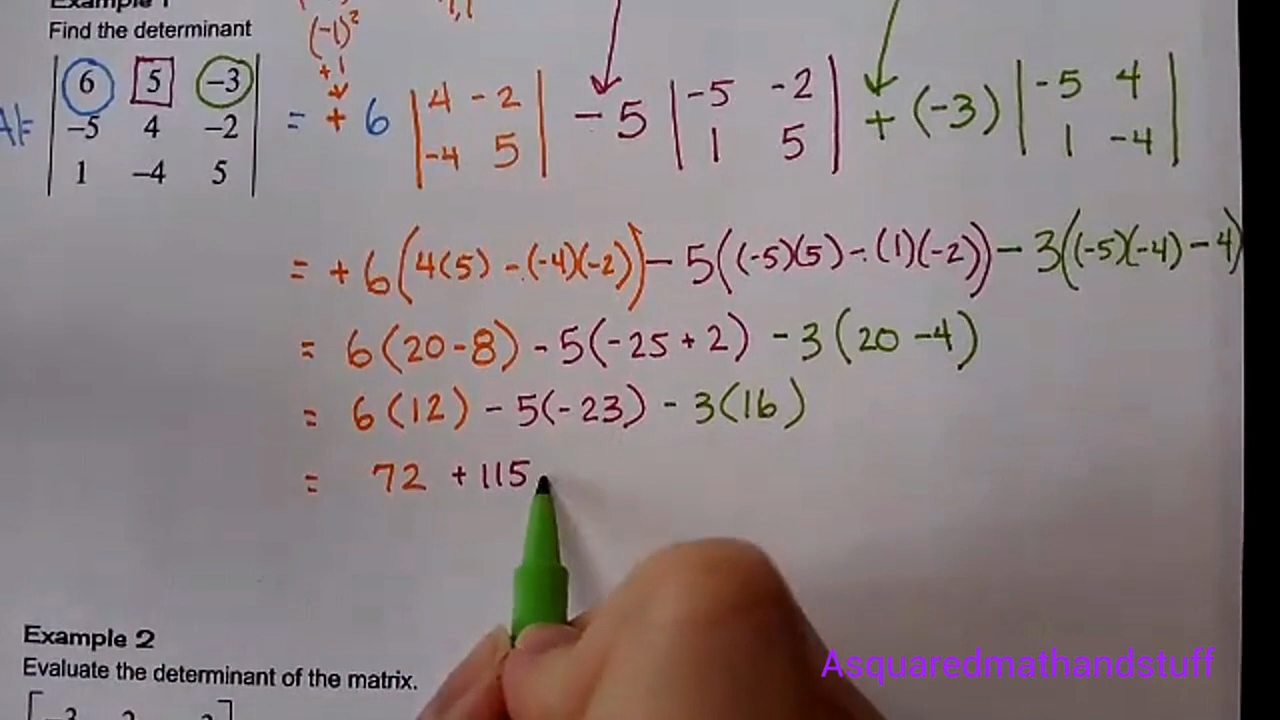 Example 1
Find the determinant
(-1)²
+1
|A|= | 6 5 -3 | = + 6 | 4 -2 | - 5 | -5 -2 | + (-3) | -5 4 |
| -5 4 -2 | | -4 5 | | 1 5 | | 1 -4 |
| 1 -4 5 |
= + 6(4(5) - (-4)(-2)) - 5((-5)(5) - (1)(-2)) - 3((-5)(-4) - 4)
= 6(20-8) - 5(-25+2) - 3(20-4)
= 6(12) - 5(-23) - 3(16)
= 72 + 115
Example 2
Evaluate the determinant of the matrix.
Asquaredmathandstuff